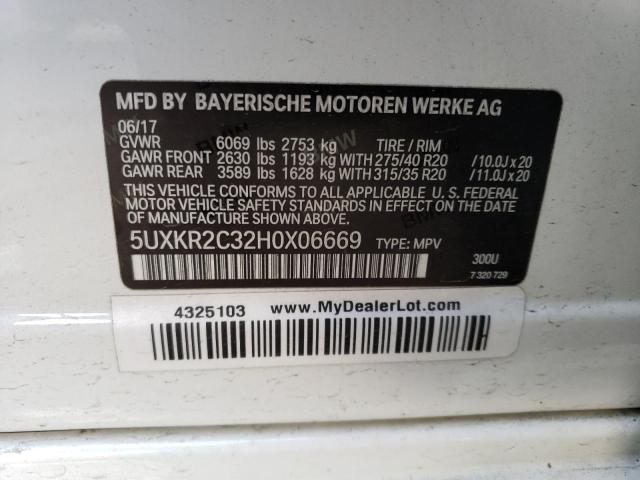 MFD BY BAYERISCHE MOTOREN WERKE AG
06/17
GVWR 6069 lbs 2753 kg TIRE / RIM
GAWR FRONT 2630 lbs 1193 kg WITH 275/40 R20 /10.0J x 20
GAWR REAR 3589 lbs 1628 kg WITH 315/35 R20 /11.0J x 20
THIS VEHICLE CONFORMS TO ALL APPLICABLE U. S. FEDERAL
MOTOR VEHICLE SAFETY STANDARDS IN EFFECT ON THE DATE
OF MANUFACTURE SHOWN ABOVE.
5UXKR2C32H0X06669 TYPE: MPV 300U
7 320 729
4325103 www.MyDealerLot.com
H